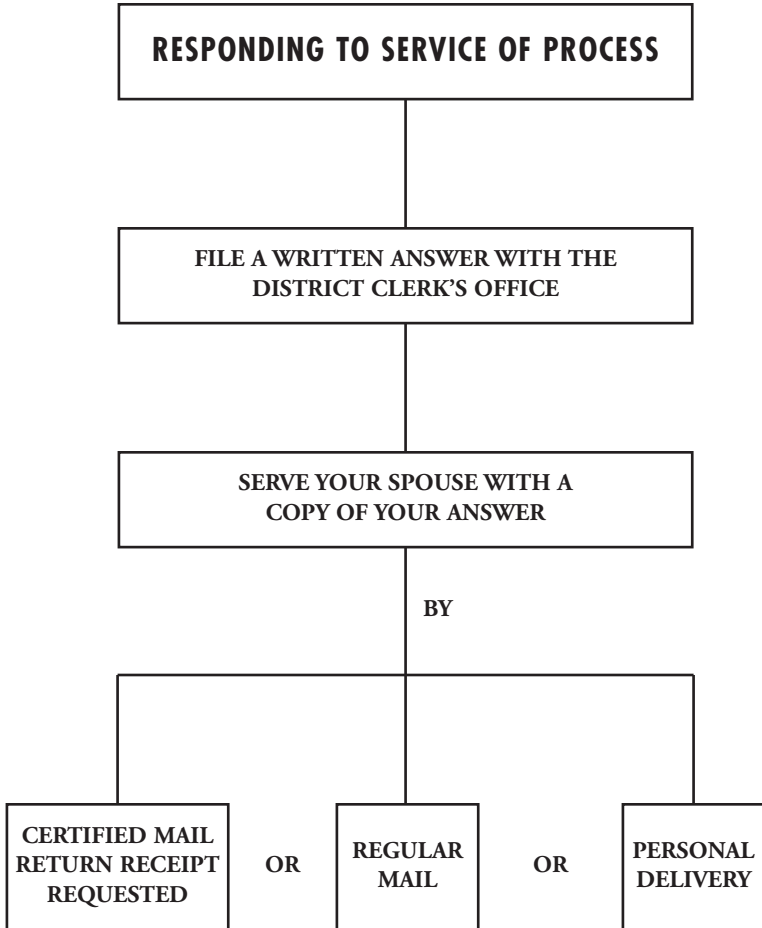 RESPONDING TO SERVICE OF PROCESS
FILE A WRITTEN ANSWER WITH THE
DISTRICT CLERK’S OFFICE
SERVE YOUR SPOUSE WITH A
COPY OF YOUR ANSWER
BY
CERTIFIED MAIL
RETURN RECEIPT
REQUESTED
OR
REGULAR
MAIL
OR
PERSONAL
DELIVERY